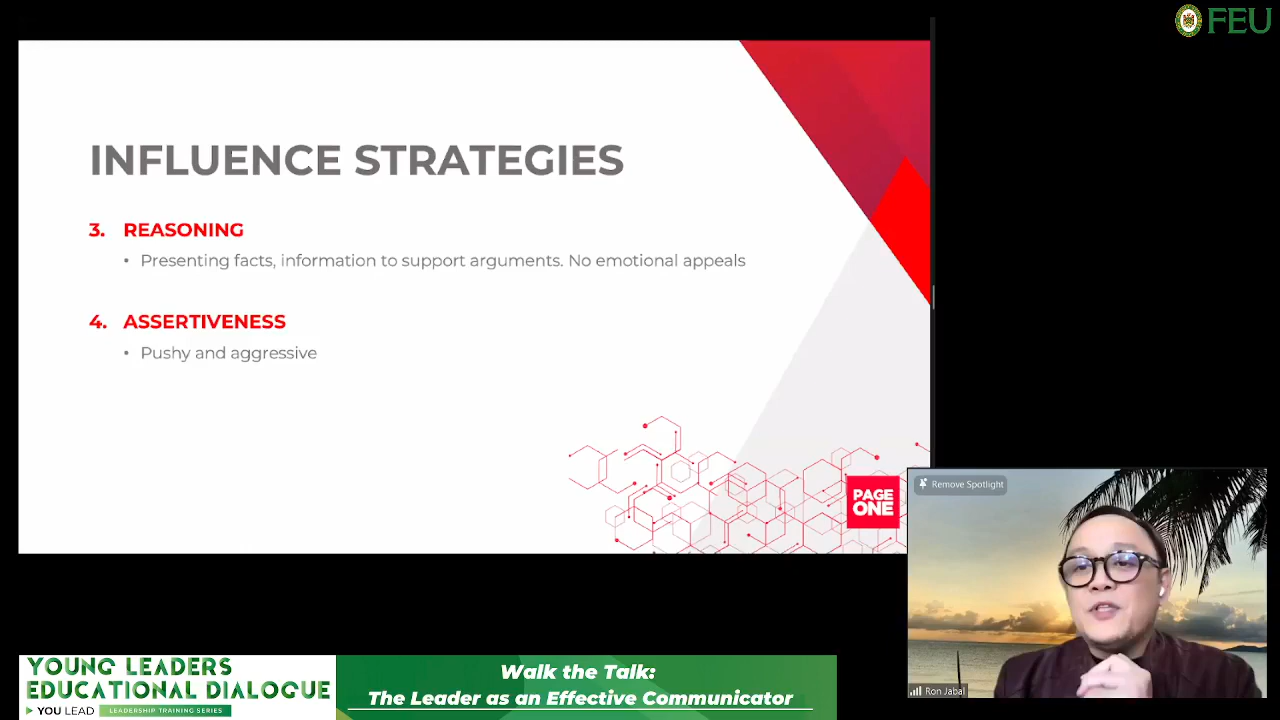 FEU
INFLUENCE STRATEGIES
3. REASONING
• Presenting facts, information to support arguments. No emotional appeals
4. ASSERTIVENESS
• Pushy and aggressive
PAGE
ONE
Remove Spotlight
Ron Jabal
YOUNG LEADERS
EDUCATIONAL DIALOGUE
YOU LEAD LEADERSHIP TRAINING SERIES
Walk the Talk:
The Leader as an Effective Communicator